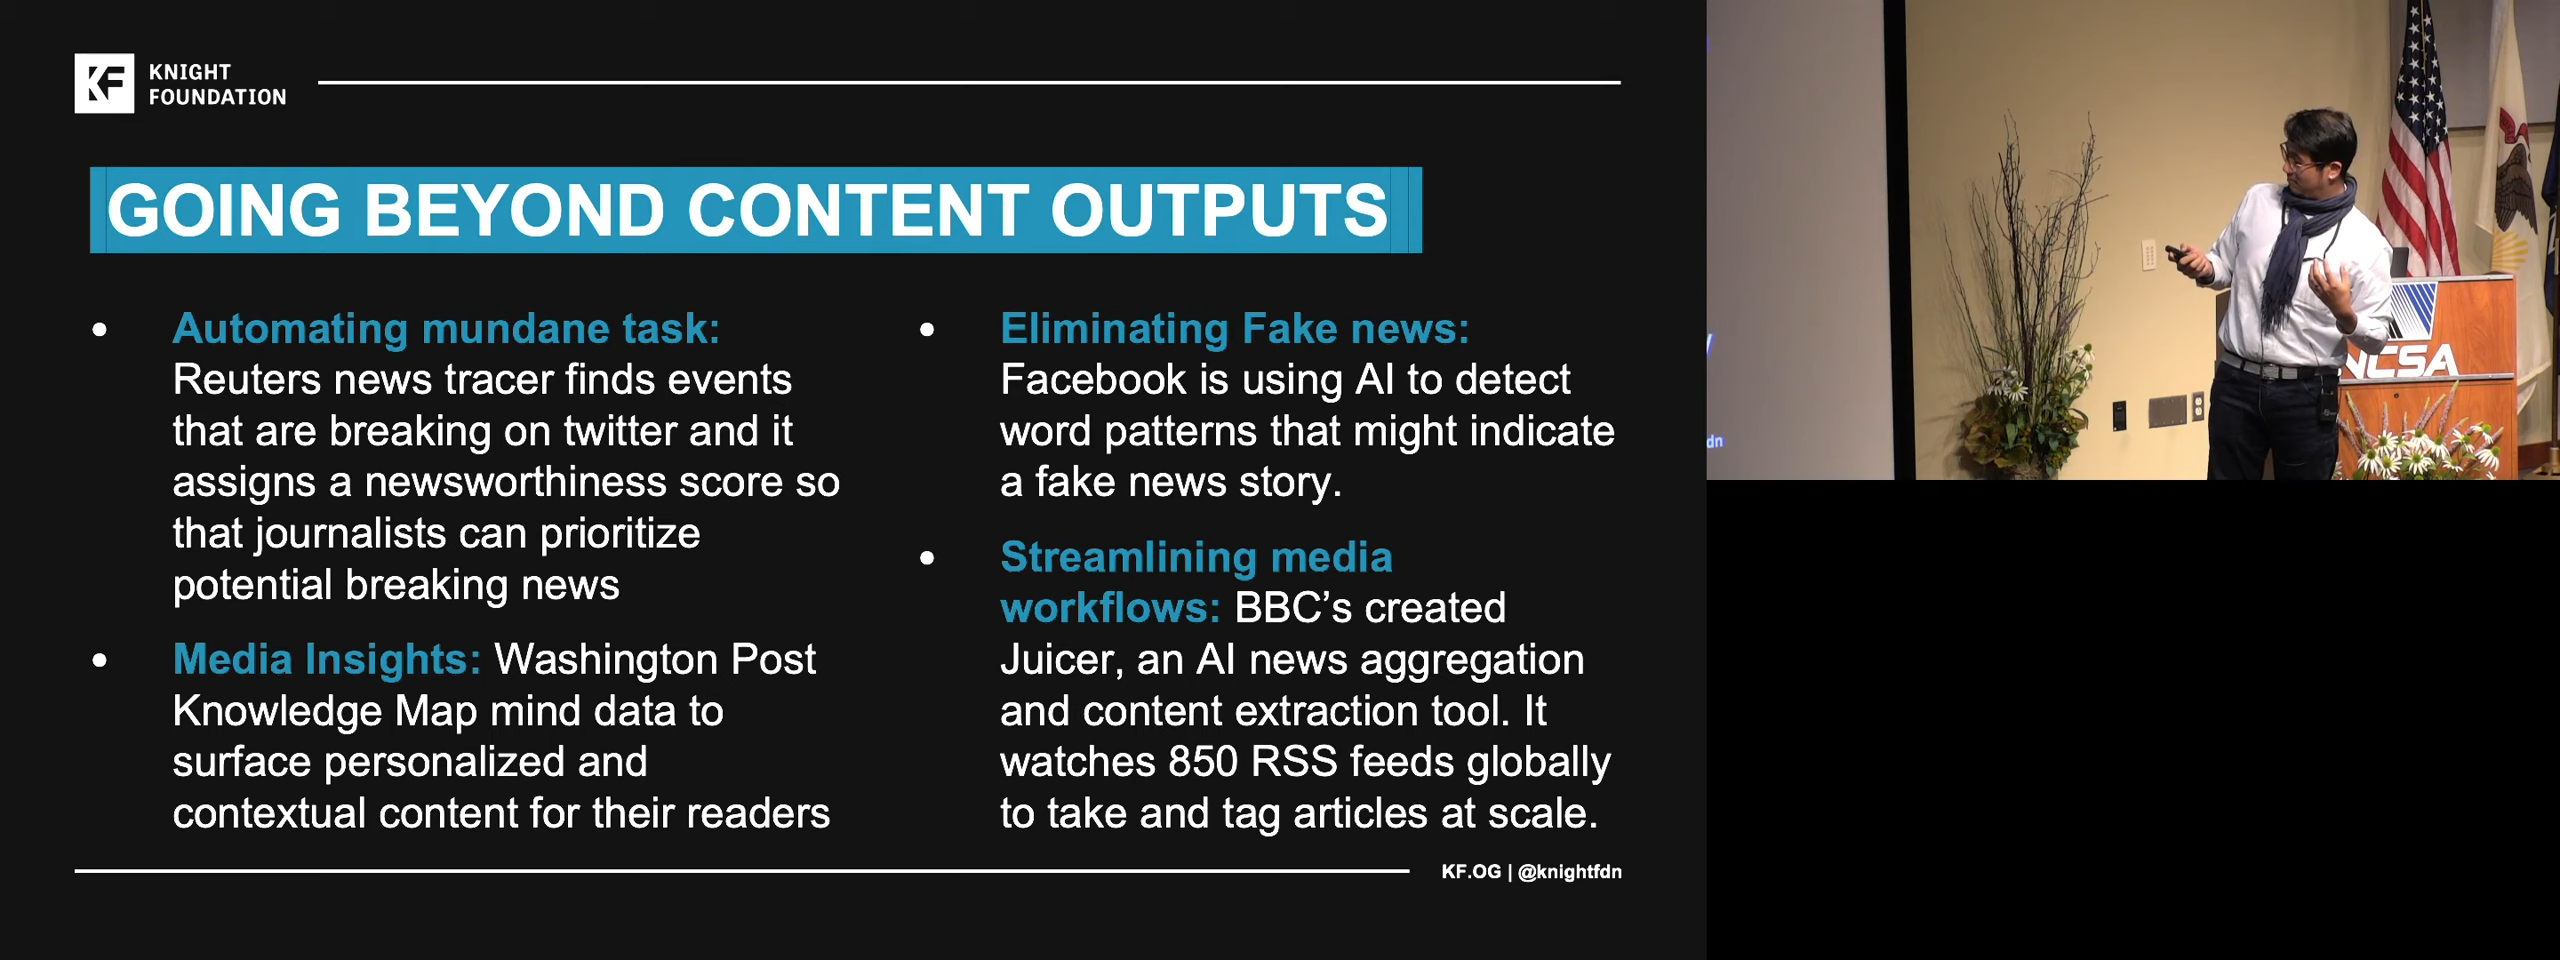 KNIGHT
FOUNDATION
GOING BEYOND CONTENT OUTPUTS
• Automating mundane task:
Reuters news tracer finds events
that are breaking on twitter and it
assigns a newsworthiness score so
that journalists can prioritize
potential breaking news
• Media Insights: Washington Post
Knowledge Map mind data to
surface personalized and
contextual content for their readers
• Eliminating Fake news:
Facebook is using AI to detect
word patterns that might indicate
a fake news story.
• Streamlining media
workflows: BBC’s created
Juicer, an AI news aggregation
and content extraction tool. It
watches 850 RSS feeds globally
to take and tag articles at scale.
KF.OG | @knightfdn
NCSA
dn